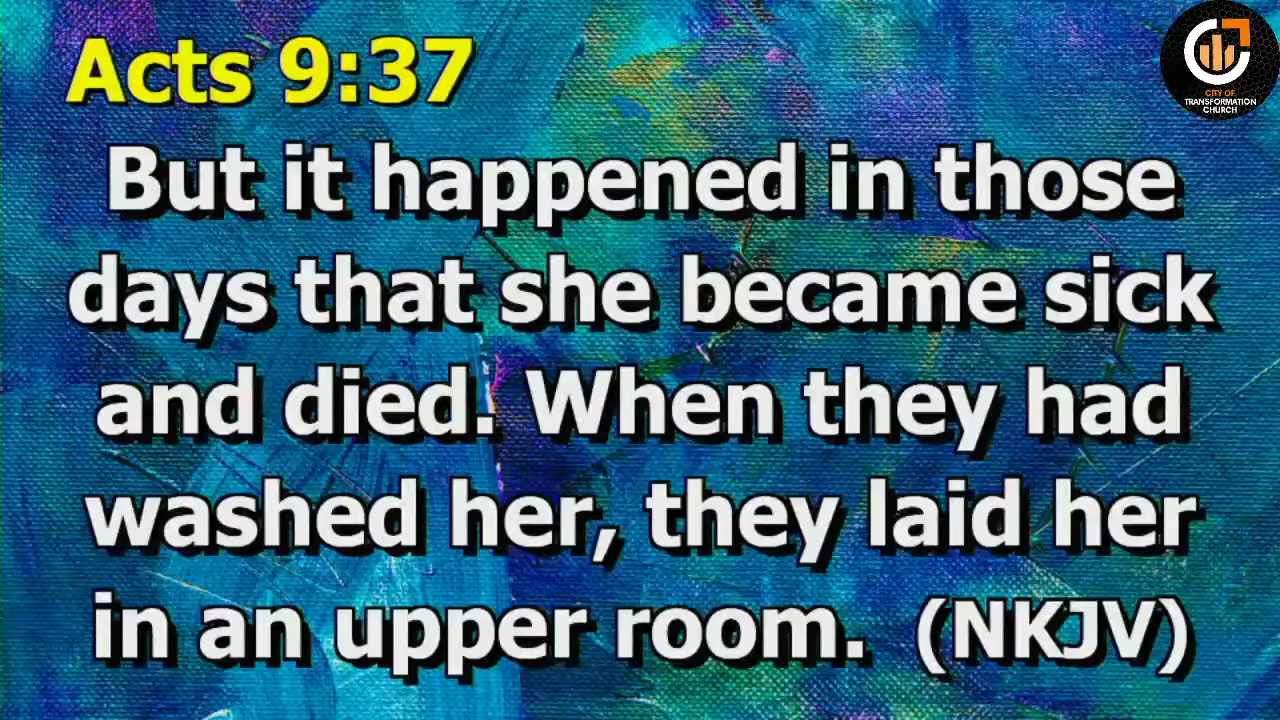 Acts 9:37
But it happened in those
days that she became sick
and died. When they had
washed her, they laid her
in an upper room. (NKJV)
CITY OF
TRANSFORMATION
CHURCH